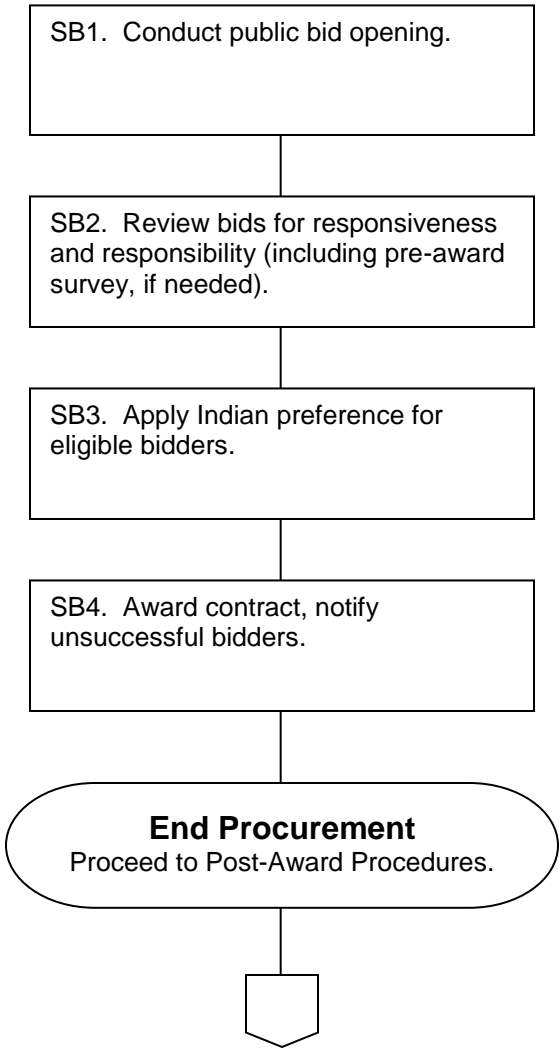 SB1. Conduct public bid opening.
SB2. Review bids for responsiveness
and responsibility (including pre-award
survey, if needed).
SB3. Apply Indian preference for
eligible bidders.
SB4. Award contract, notify
unsuccessful bidders.
End Procurement
Proceed to Post-Award Procedures.